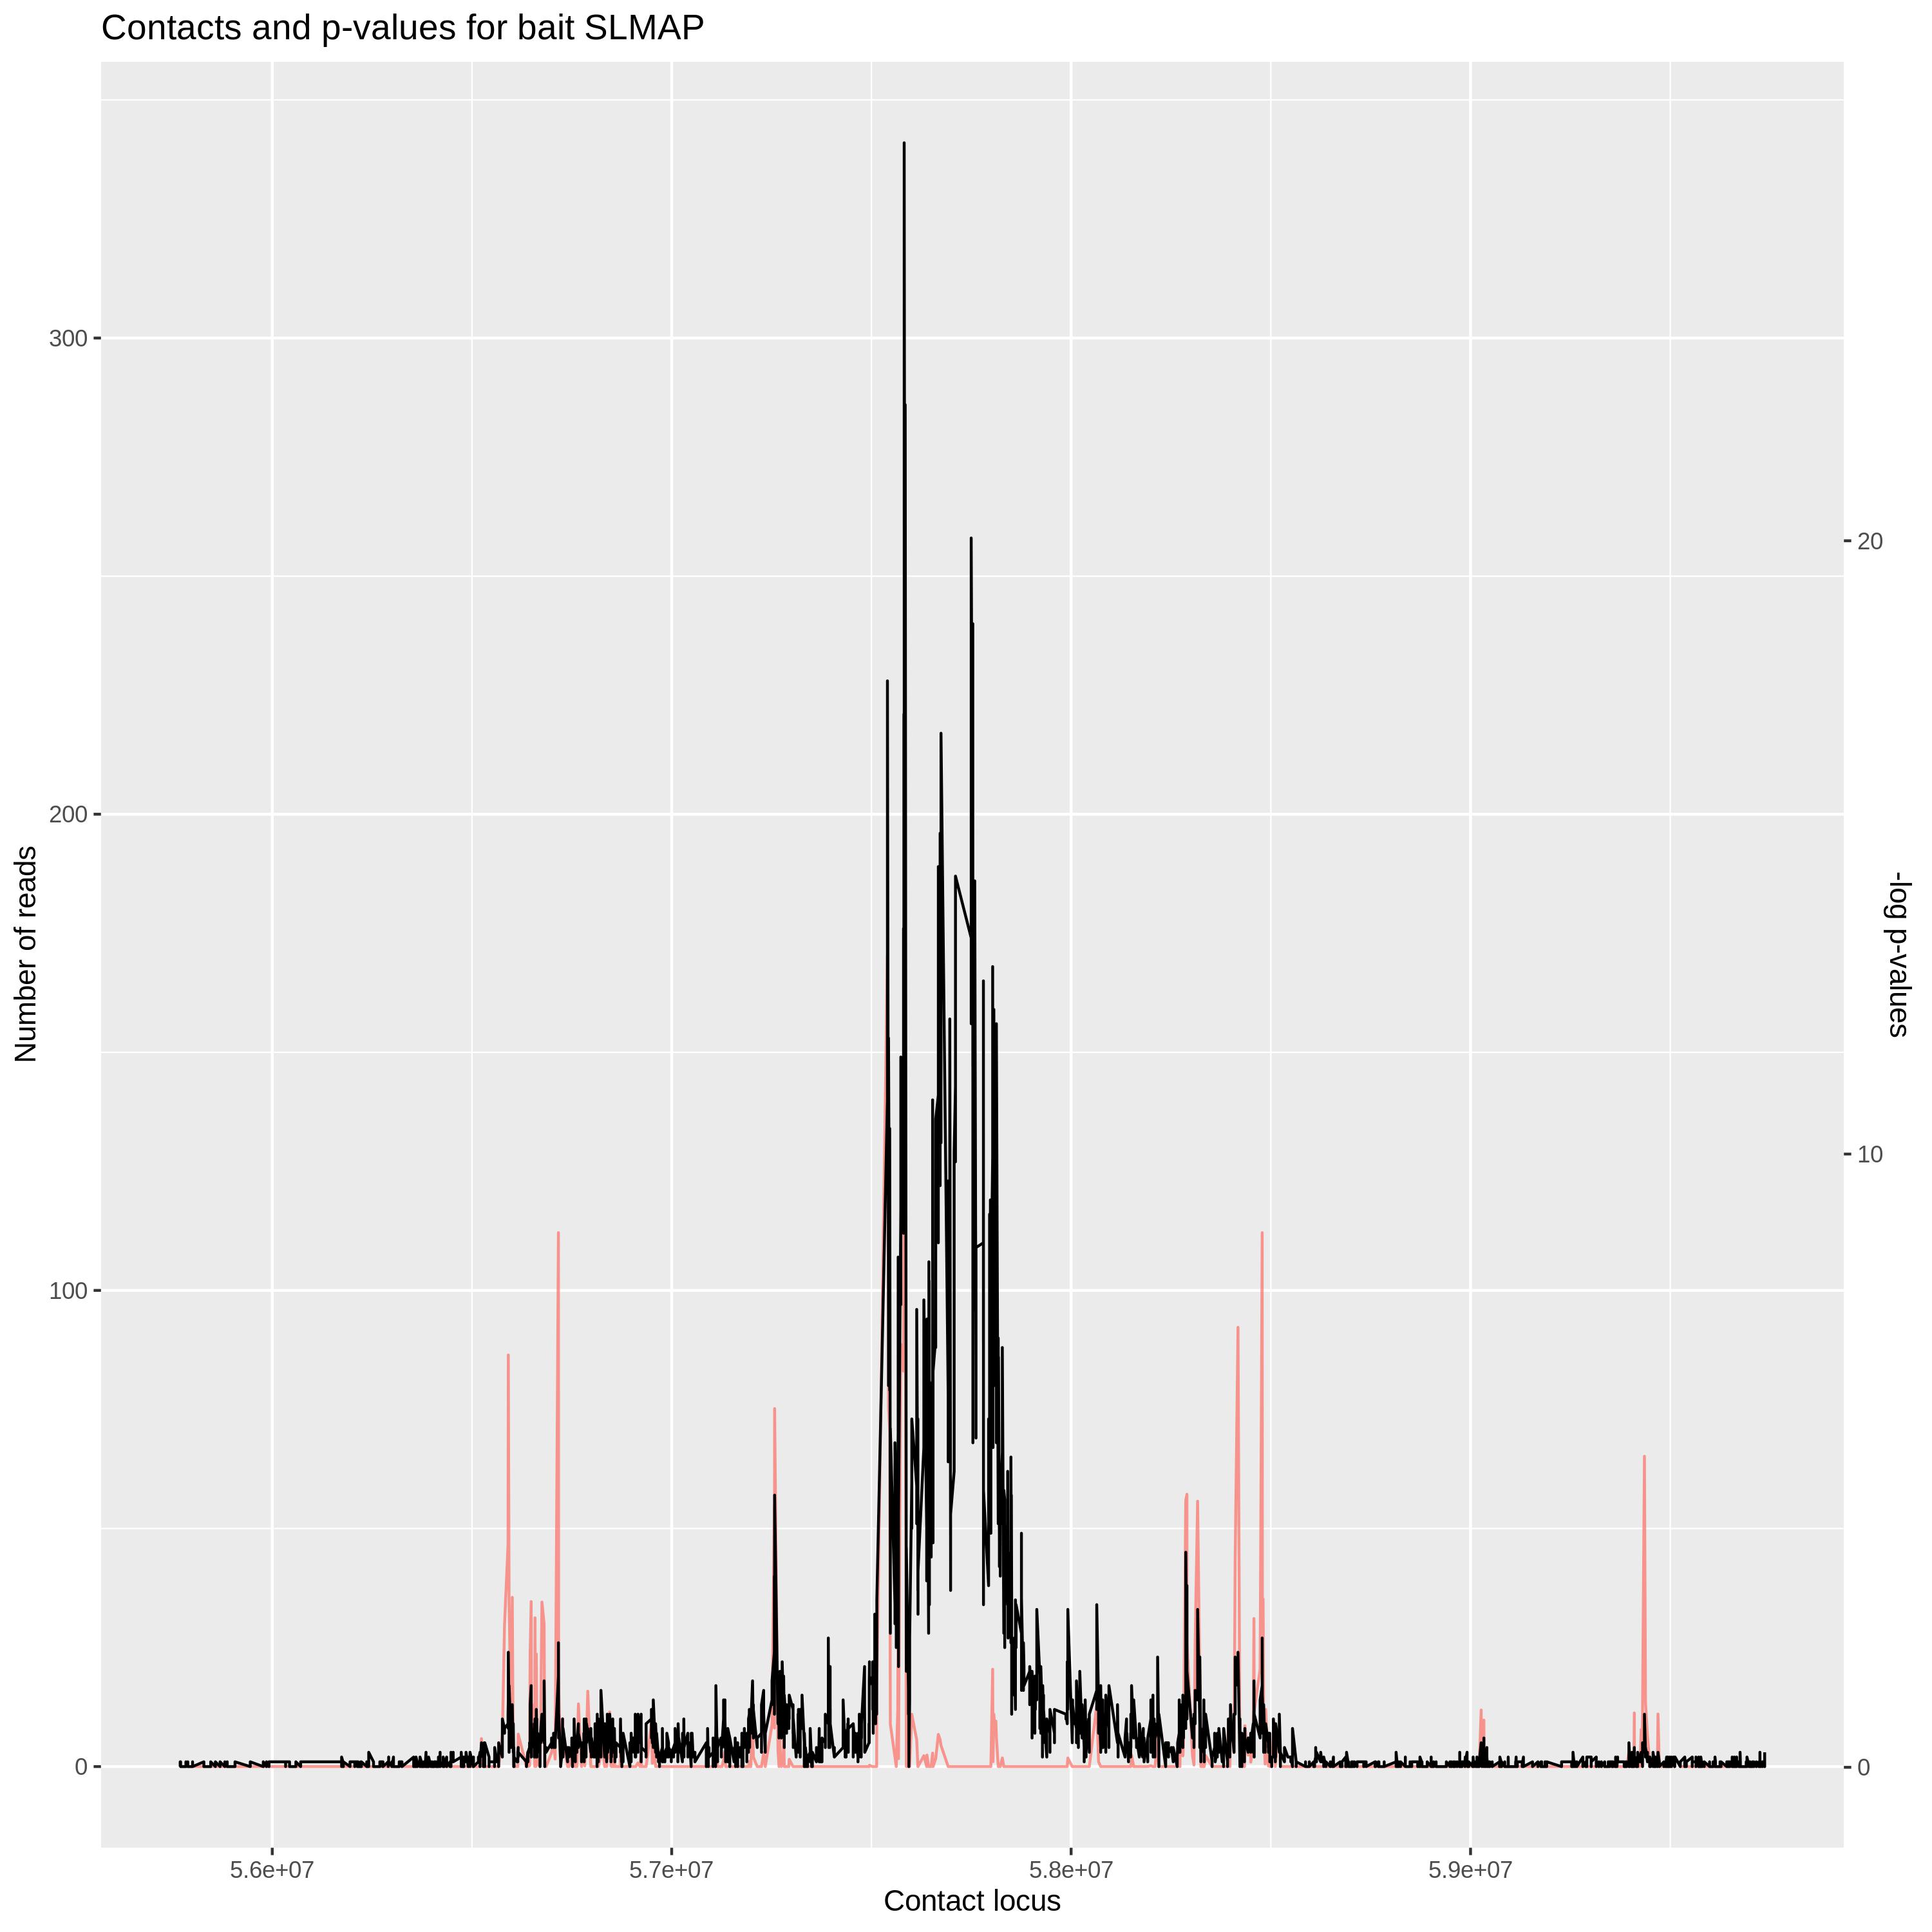 Contacts and p-values for bait SLMAP
Number of reads
300
200
100
0
20
10
0
-log p-values
5.6e+07
5.7e+07
5.8e+07
5.9e+07
Contact locus